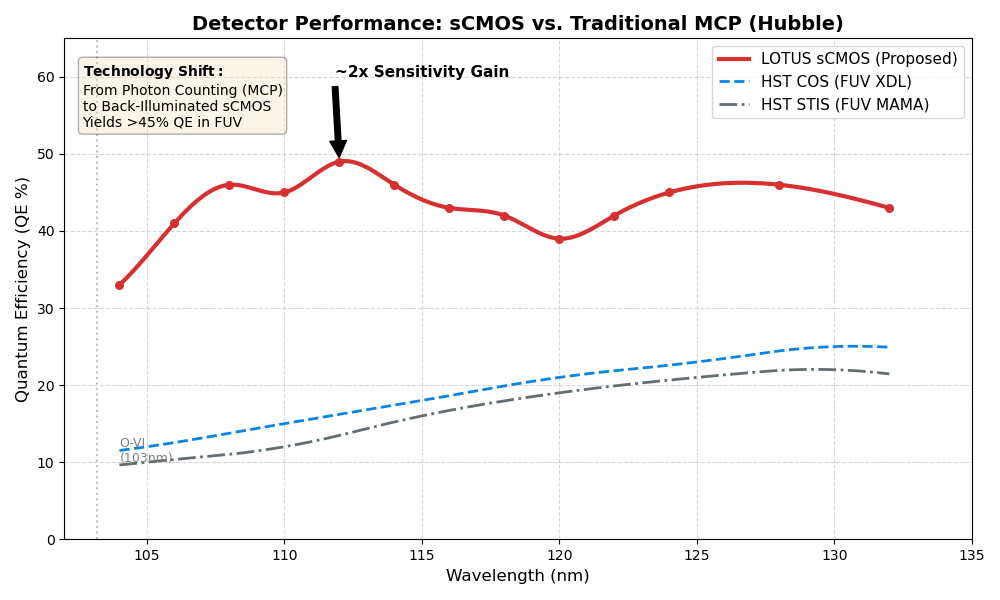 Detector Performance: sCMOS vs. Traditional MCP (Hubble)
Technology Shift:
From Photon Counting (MCP)
to Back-Illuminated sCMOS
Yields >45% QE in FUV
~2x Sensitivity Gain
LOTUS sCMOS (Proposed)
HST COS (FUV XDL)
HST STIS (FUV MAMA)
Quantum Efficiency (QE %)
60
50
40
30
20
10
0
O-VI
(103nm)
105 110 115 120 125 130 135
Wavelength (nm)